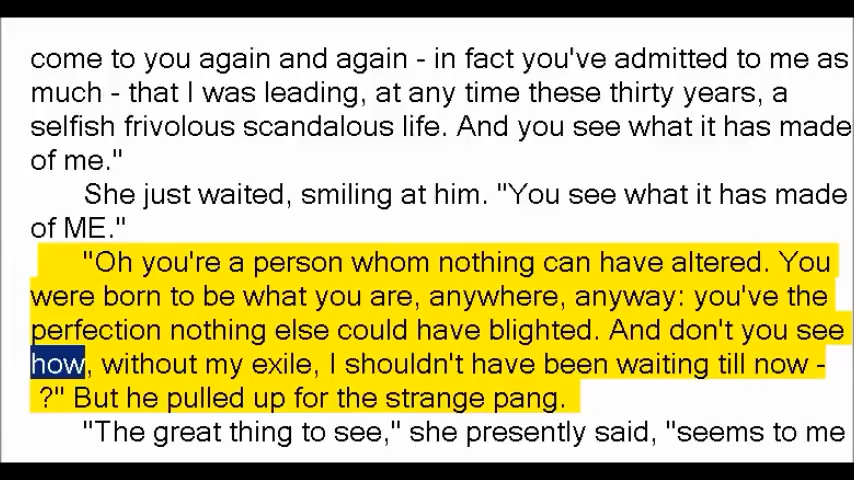 come to you again and again - in fact you've admitted to me as
much - that I was leading, at any time these thirty years, a
selfish frivolous scandalous life. And you see what it has made
of me."
She just waited, smiling at him. "You see what it has made
of ME."
"Oh you're a person whom nothing can have altered. You
were born to be what you are, anywhere, anyway: you've the
perfection nothing else could have blighted. And don't you see
how, without my exile, I shouldn't have been waiting till now -
?" But he pulled up for the strange pang.
"The great thing to see," she presently said, "seems to me